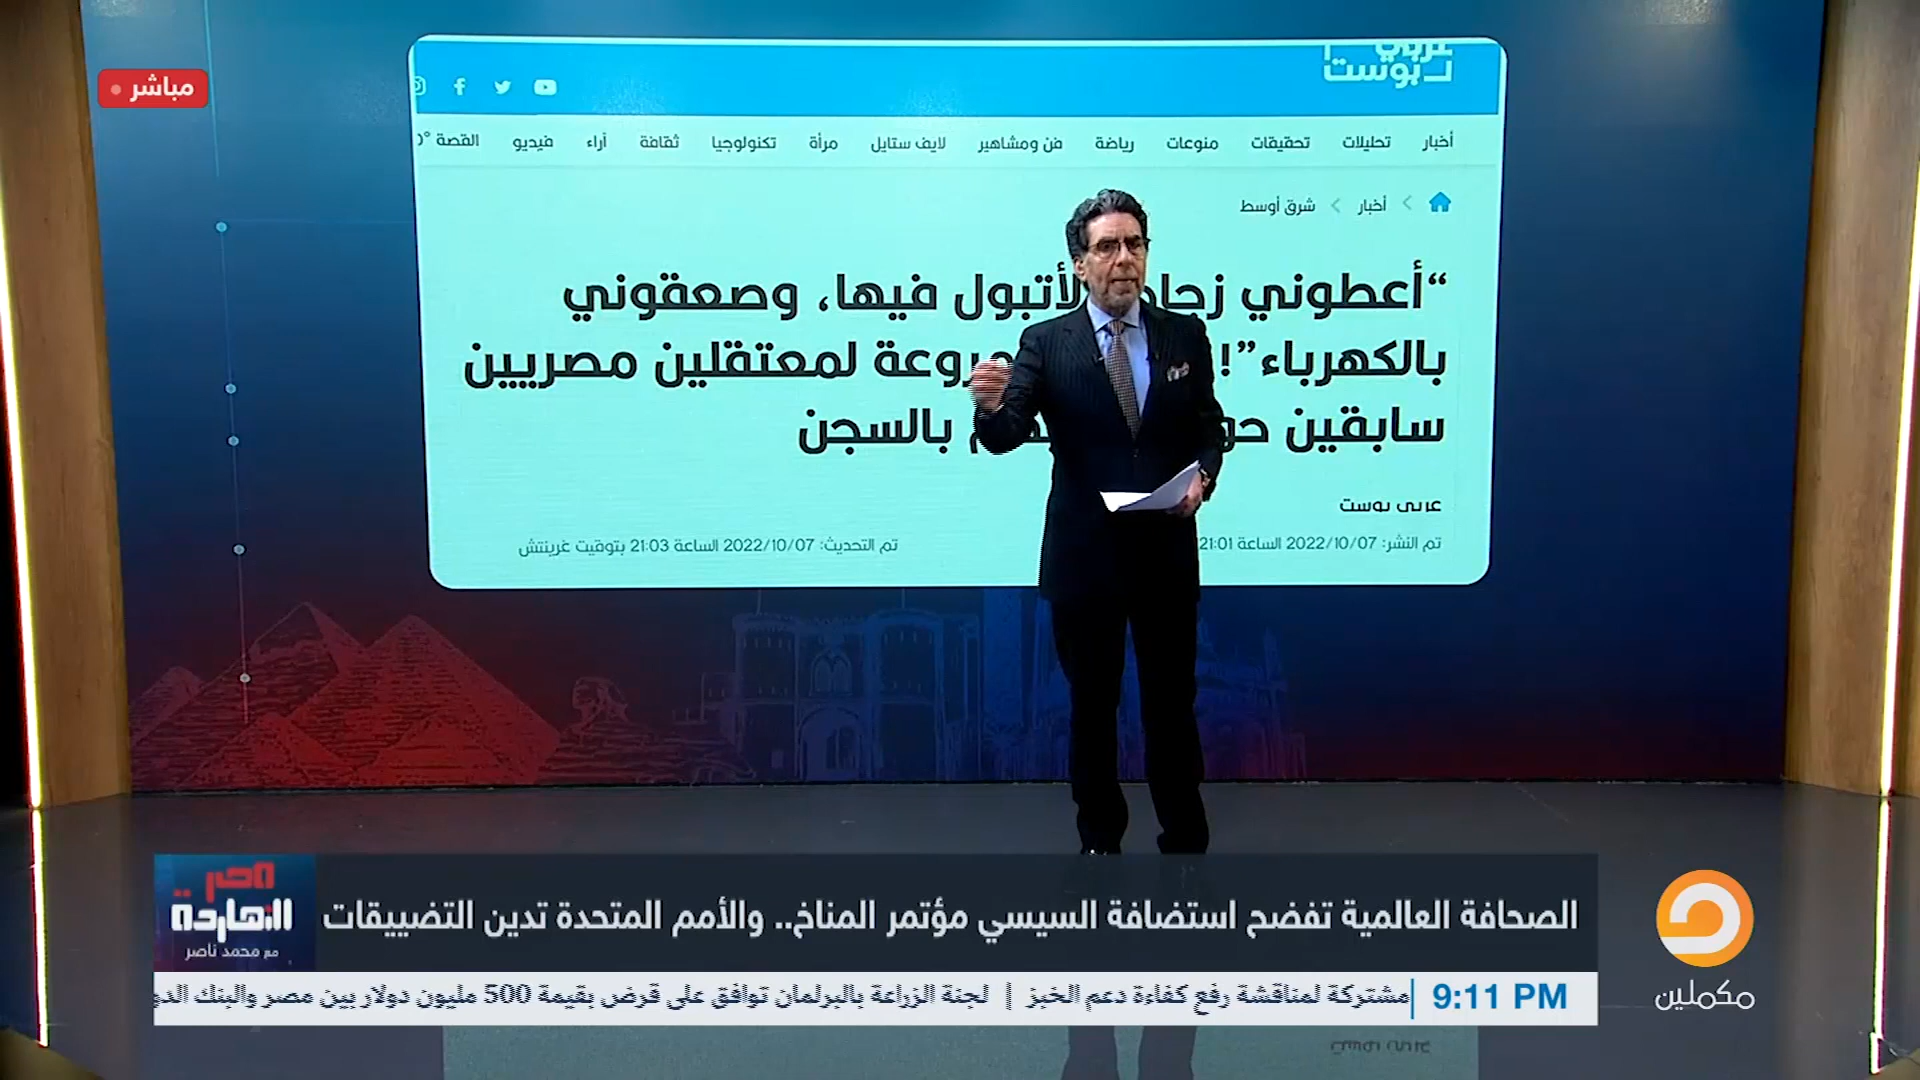 مباشر
عربي
بوست
أخبار تحليلات تحقيقات منوعات رياضة فن ومشاهير لايف ستايل مرأة تكنولوجيا ثقافة آراء فيديو القصة
أخبار شرق أوسط
“أعطوني لأتبول فيها، وصعقوني
بالكهرباء”! لمعتقلين مصريين
سابقين بالسجن
عربي بوست
تم النشر: 2022/10/07 الساعة 21:01 تم التحديث: 2022/10/07 الساعة 21:03 بتوقيت غرينتش
مصر
النهاردة
مع محمد ناصر
الصحافة العالمية تفضح استضافة السيسي مؤتمر المناخ.. والأمم المتحدة تدين التضييقات
9:11 PM
مشتركة لمناقشة رفع كفاءة دعم الخبز | لجنة الزراعة بالبرلمان توافق على قرض بقيمة 500 مليون دولار بين مصر والبنك
مكملين